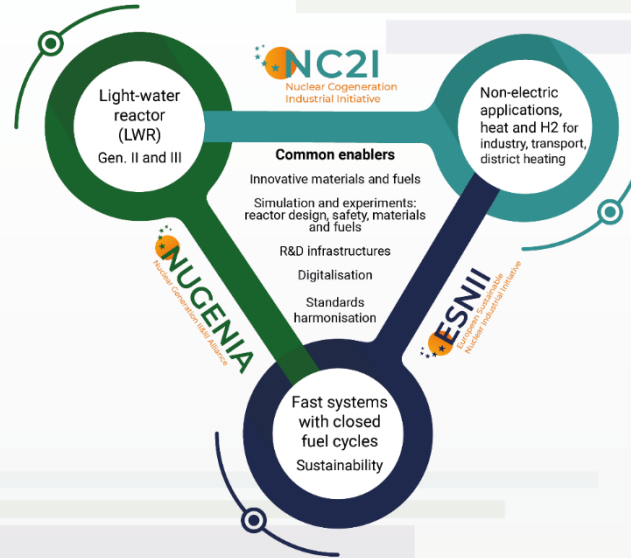 NC2I
Nuclear Cogeneration
Industrial Initiative
Light-water
reactor
(LWR)
Gen. II and III
Non-electric
applications,
heat and H2 for
industry, transport,
district heating
Common enablers
Innovative materials and fuels
Simulation and experiments:
reactor design, safety, materials
and fuels
R&D infrastructures
Digitalisation
Standards
harmonisation
NUGENIA
Nuclear Generation II&III Alliance
ESNII
European Sustainable
Nuclear Industrial Initiative
Fast systems
with closed
fuel cycles
Sustainability